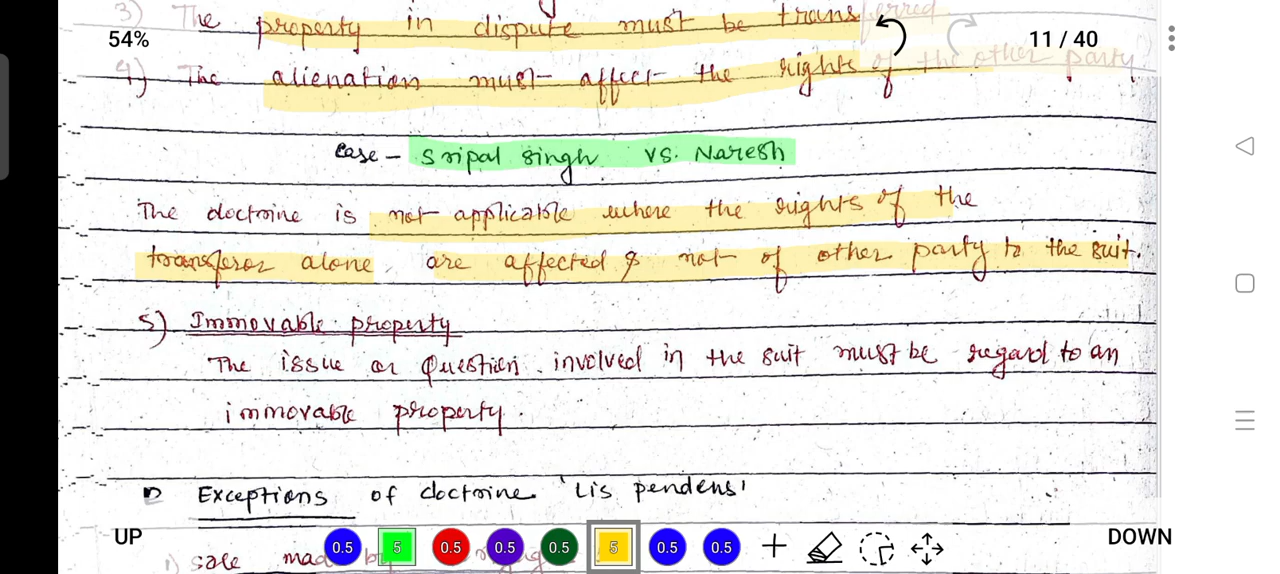 3) The property in dispute must be transferred
54%
11 / 40
4) The alienation must affect the rights of the other party
Case - Sripal Singh vs. Naresh
The doctrine is not applicable where the rights of the
transferor alone are affected & not of other party to the suit.
5) Immovable property
The issue or Question involved in the suit must be regard to an
immovable property.
Exceptions of doctrine 'Lis pendens'
UP
0.5 5 0.5 0.5 0.5 5 0.5 0.5
DOWN
i) sale made